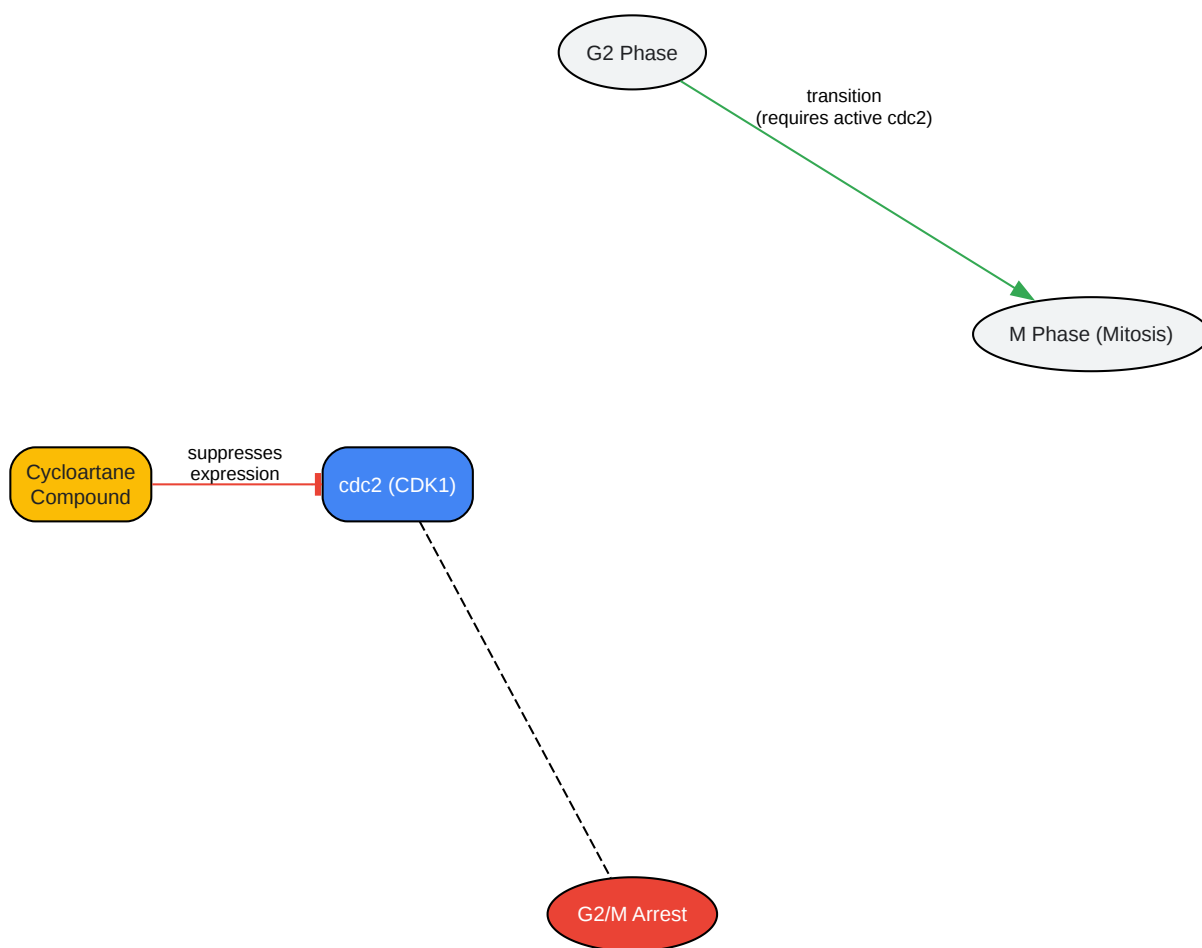 G2 Phase
transition
(requires active cdc2)
M Phase (Mitosis)
suppresses
expression
Cycloartane
Compound
cdc2 (CDK1)
G2/M Arrest